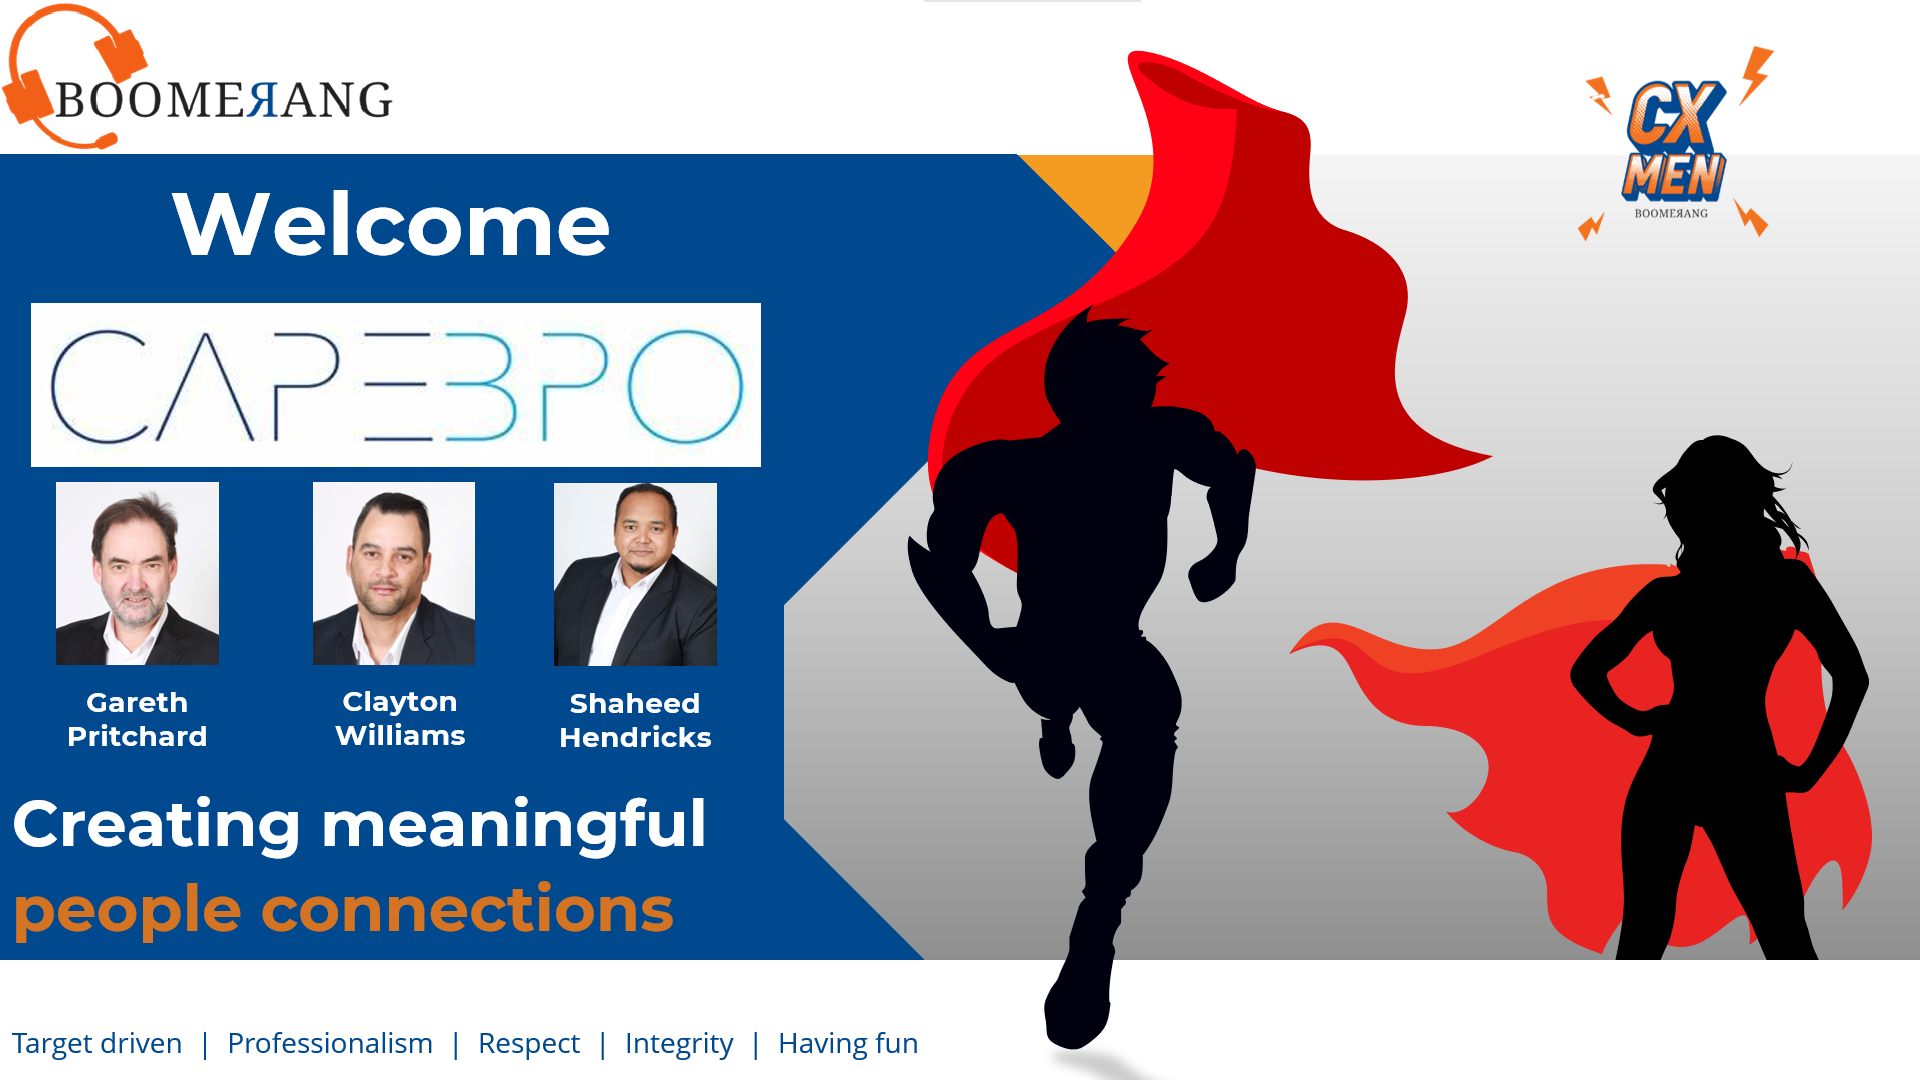 BOOMEЯANG
CX
MEN
BOOMEЯANG
Welcome
CAPEBPO
Gareth
Pritchard
Clayton
Williams
Shaheed
Hendricks
Creating meaningful
people connections
Target driven | Professionalism | Respect | Integrity | Having fun